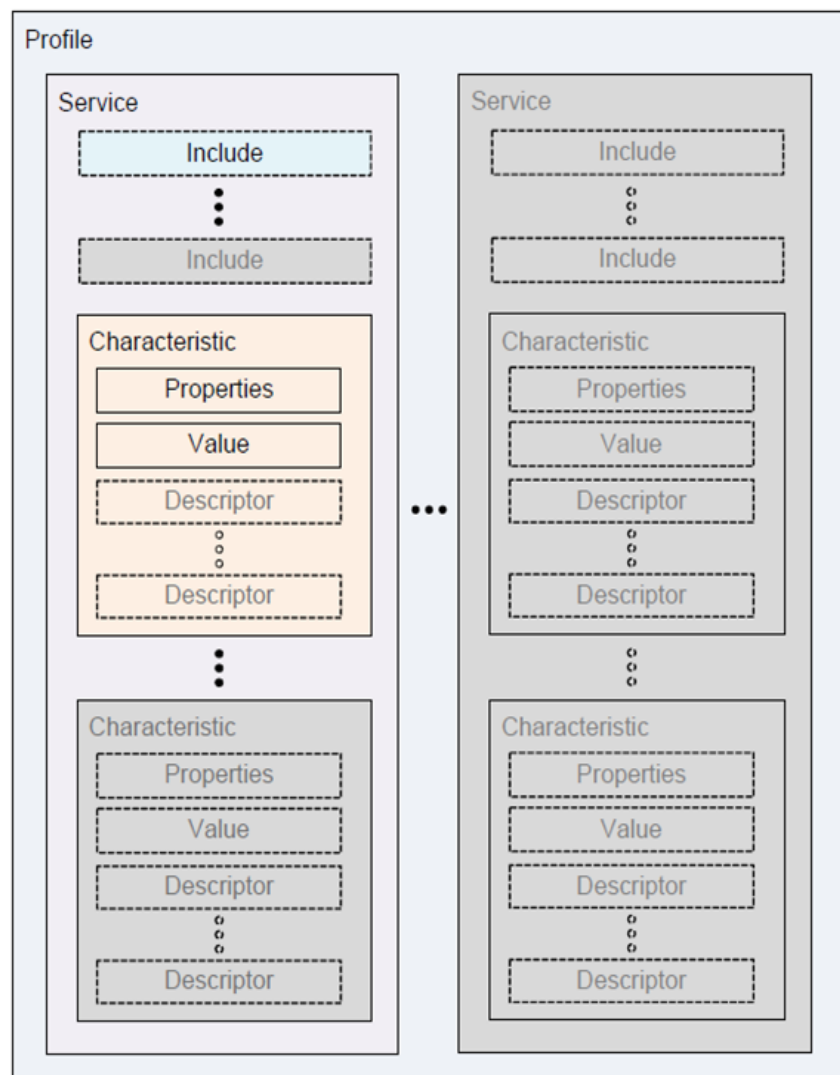 Profile
Service
Include
Include
Characteristic
Properties
Value
Descriptor
Descriptor
Characteristic
Properties
Value
Descriptor
Descriptor
Service
Include
Include
Characteristic
Properties
Value
Descriptor
Descriptor
Characteristic
Properties
Value
Descriptor
Descriptor